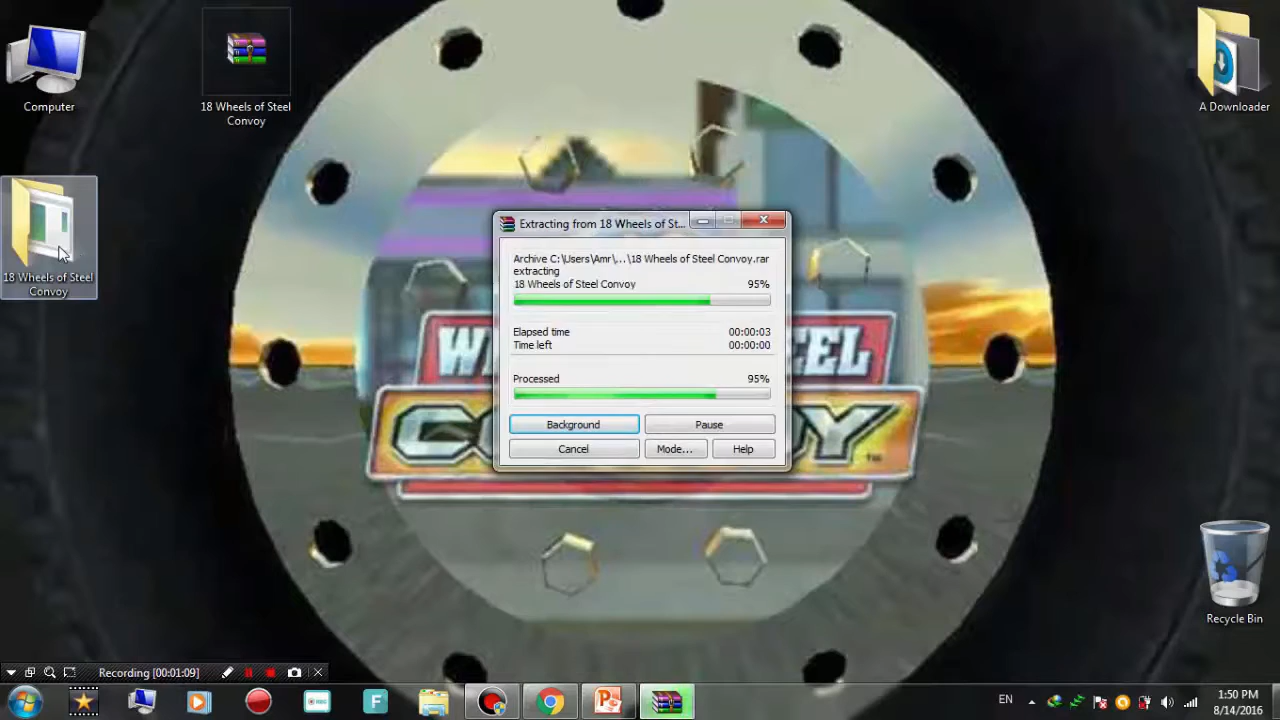 Computer
18 Wheels of Steel
Convoy
A Downloader
18 Wheels of Steel
Convoy
Extracting from 18 Wheels of St...
Archive C:\Users\Amr\...\18 Wheels of Steel Convoy.rar
extracting
18 Wheels of Steel Convoy 95%
Elapsed time 00:00:03
Time left 00:00:00
Processed 95%
Background Pause
Cancel Mode... Help
Recycle Bin
Recording [00:01:09]
EN 1:50 PM
8/14/2016